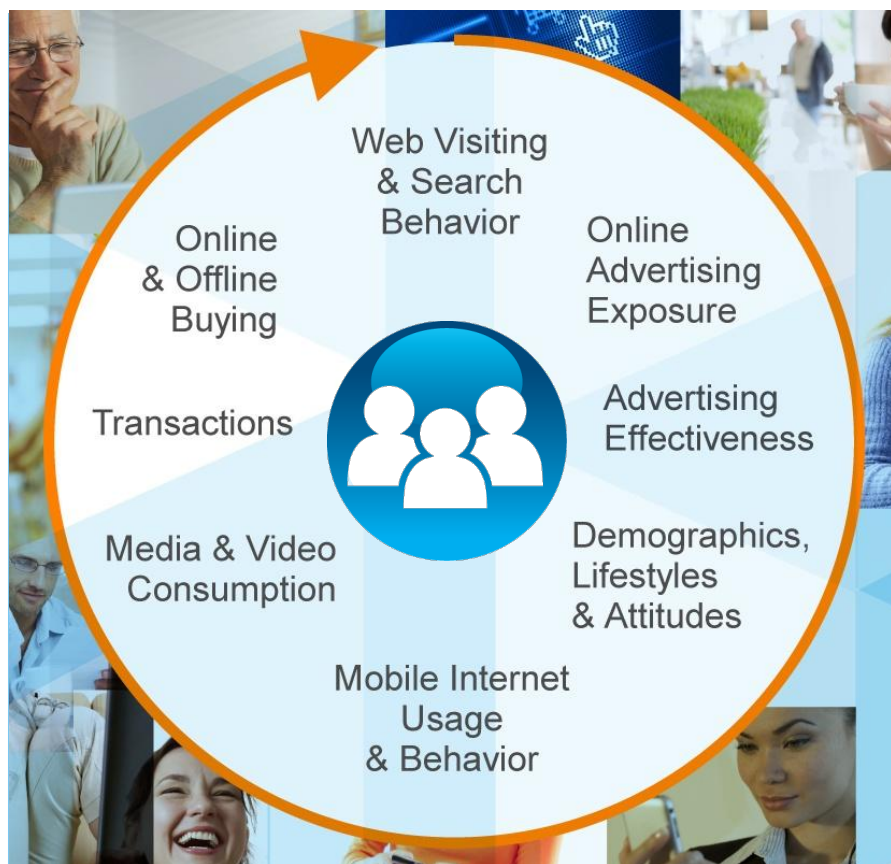 Web Visiting
& Search
Behavior
Online
Advertising
Exposure
Advertising
Effectiveness
Demographics,
Lifestyles
& Attitudes
Mobile Internet
Usage
& Behavior
Media & Video
Consumption
Transactions
Online
& Offline
Buying